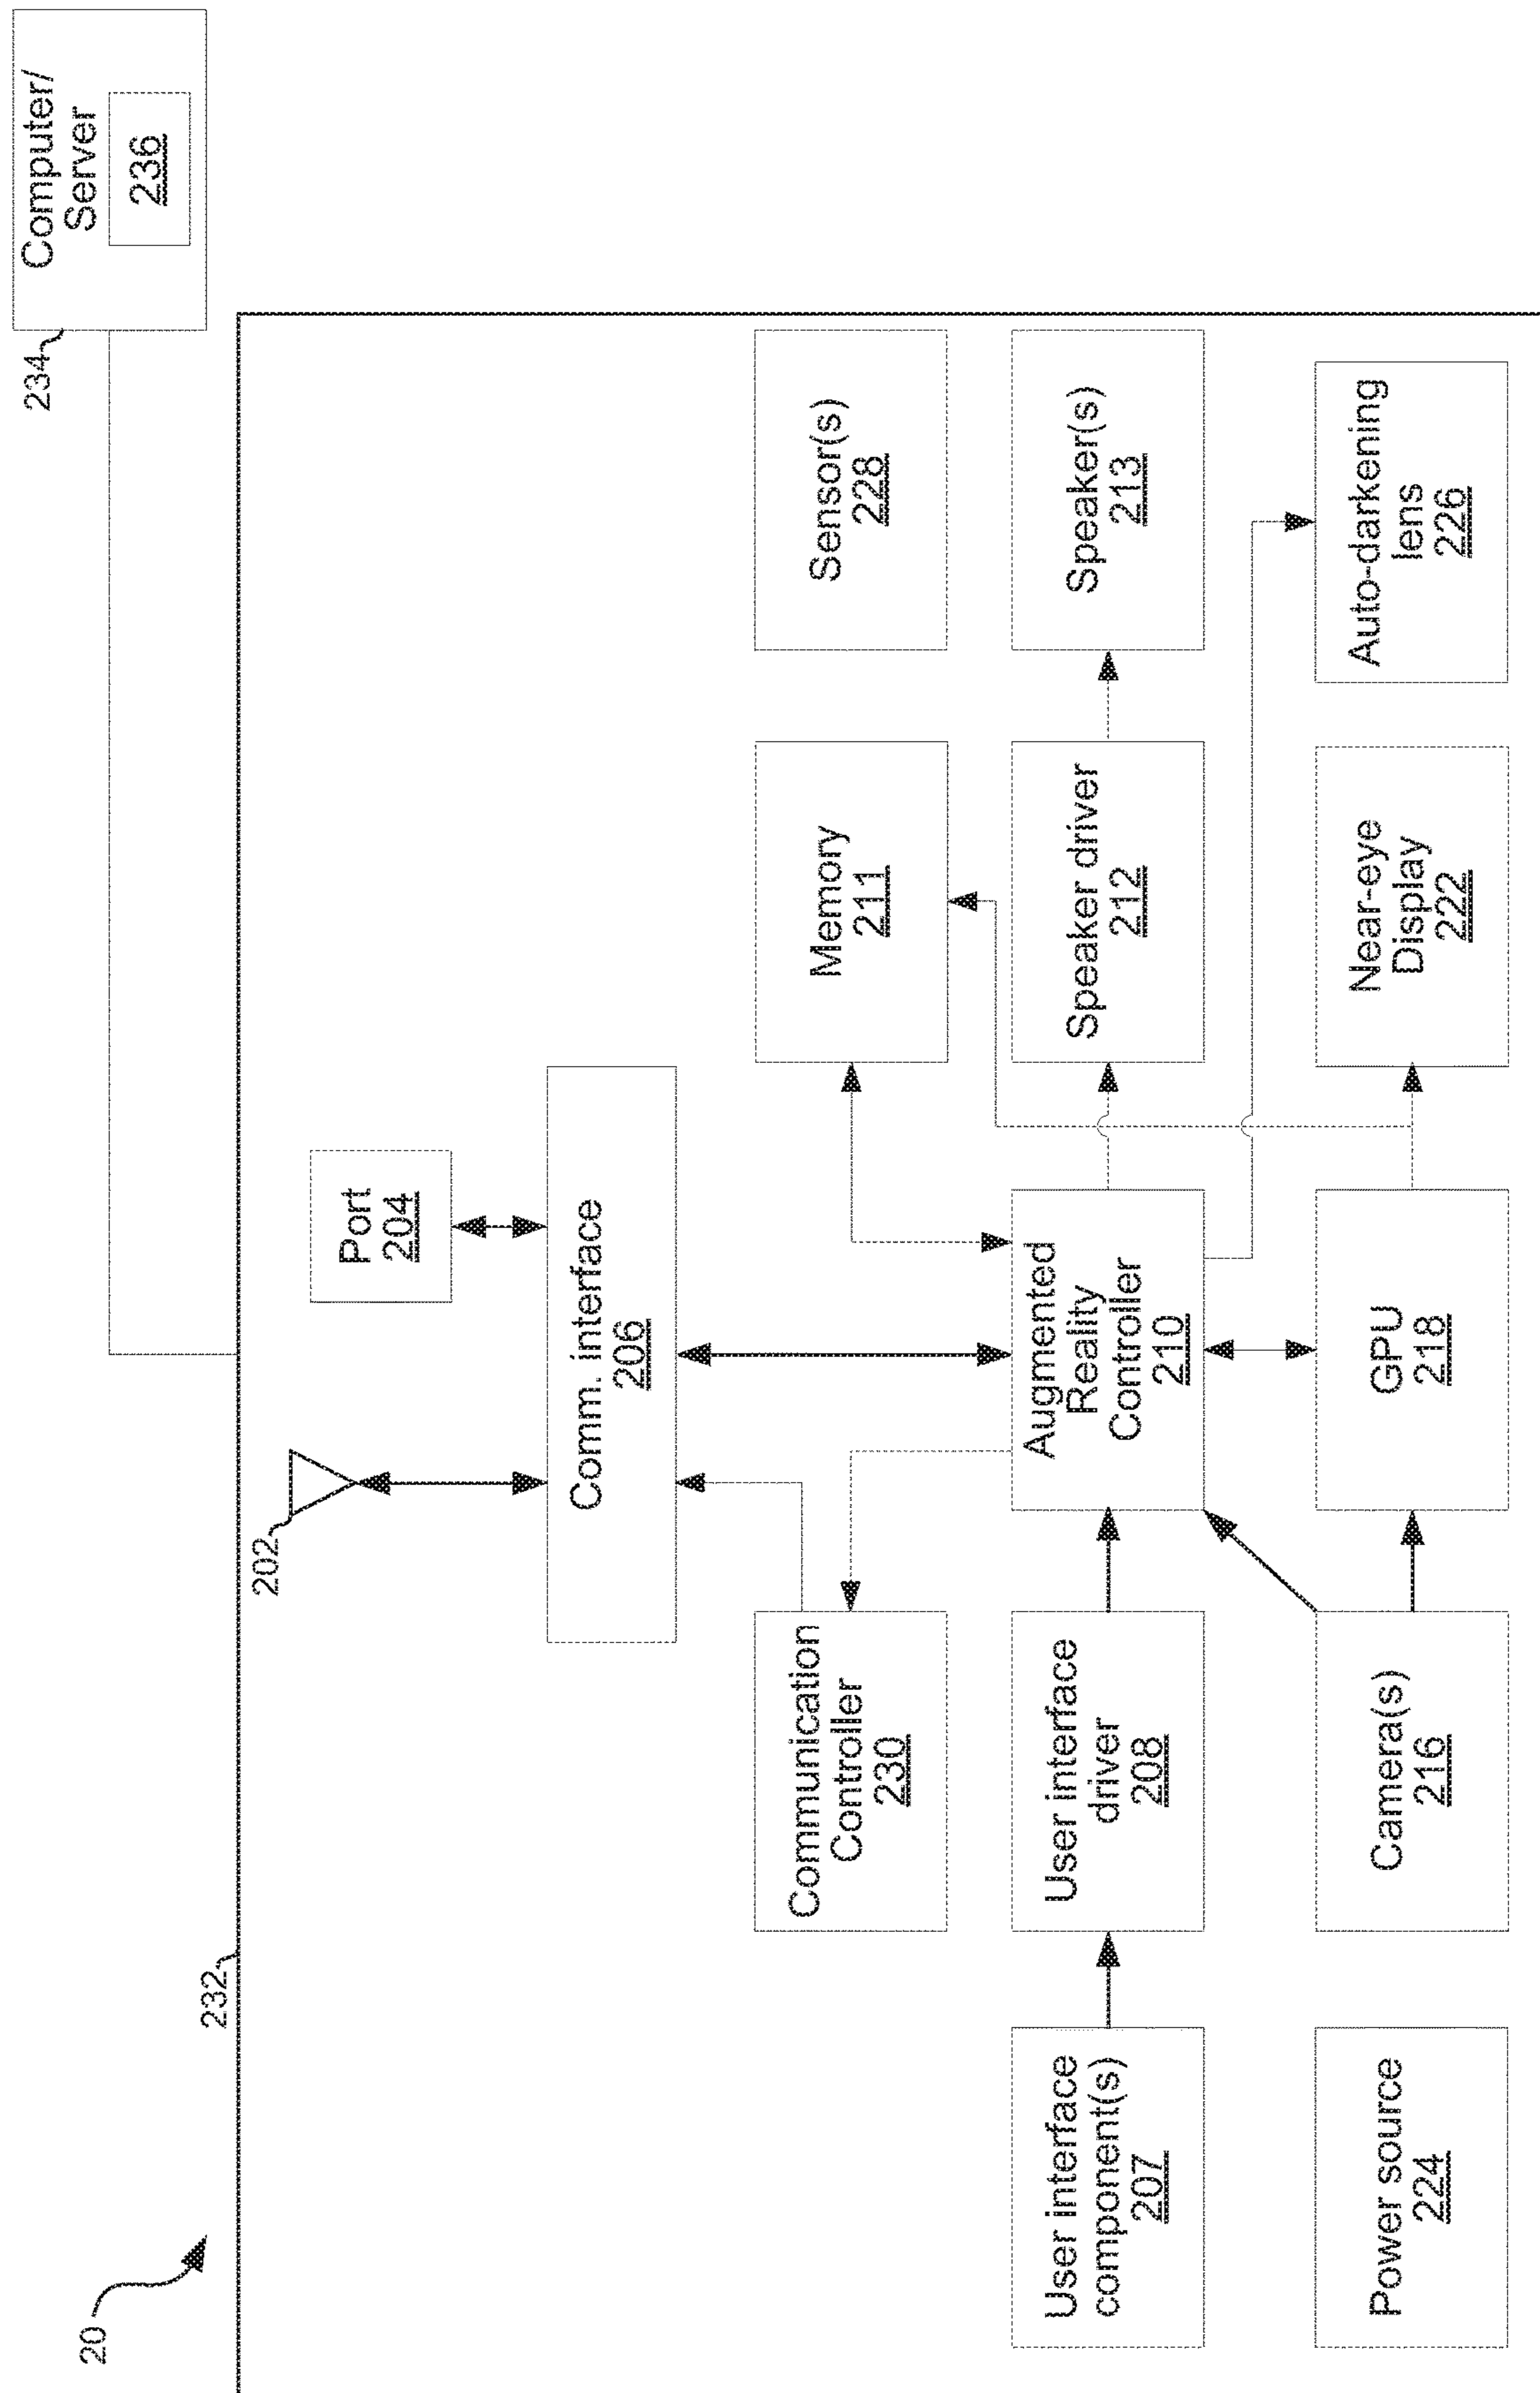 20
232
234
Computer/
Server
236
202
Port
204
Comm. interface
206
Communication
Controller
230
Memory
211
Sensor(s)
228
User interface
component(s)
207
User interface
driver
208
Augmented
Reality
Controller
210
Speaker driver
212
Speaker(s)
213
Power source
224
Camera(s)
216
GPU
218
Near-eye
Display
222
Auto-darkening
lens
226